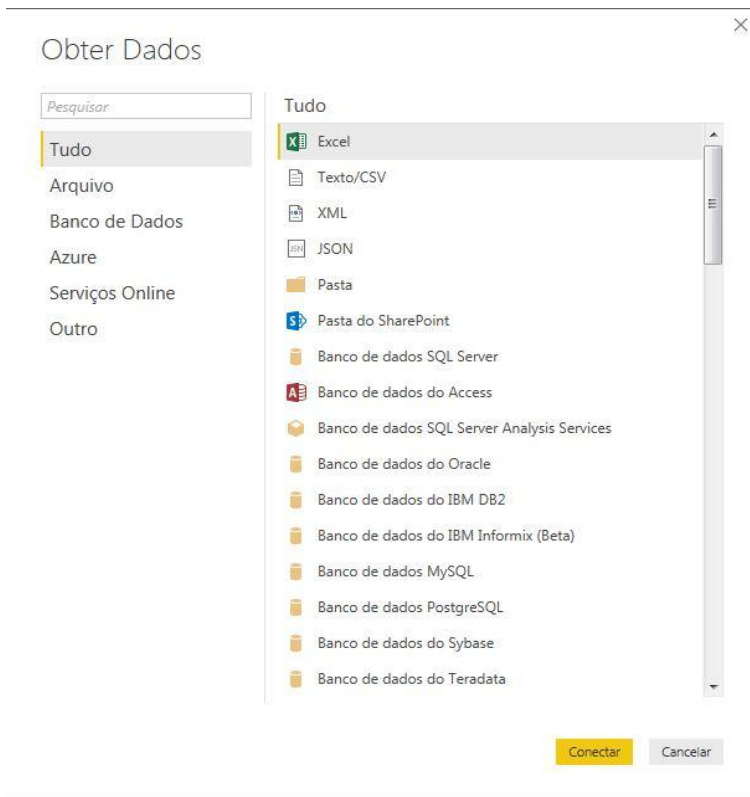 Obter Dados
Pesquisar
Tudo
Arquivo
Banco de Dados
Azure
Serviços Online
Outro
Tudo
Excel
Texto/CSV
XML
JSON
Pasta
Pasta do SharePoint
Banco de dados SQL Server
Banco de dados do Access
Banco de dados SQL Server Analysis Services
Banco de dados do Oracle
Banco de dados do IBM DB2
Banco de dados do IBM Informix (Beta)
Banco de dados MySQL
Banco de dados PostgreSQL
Banco de dados do Sybase
Banco de dados do Teradata
Conectar
Cancelar